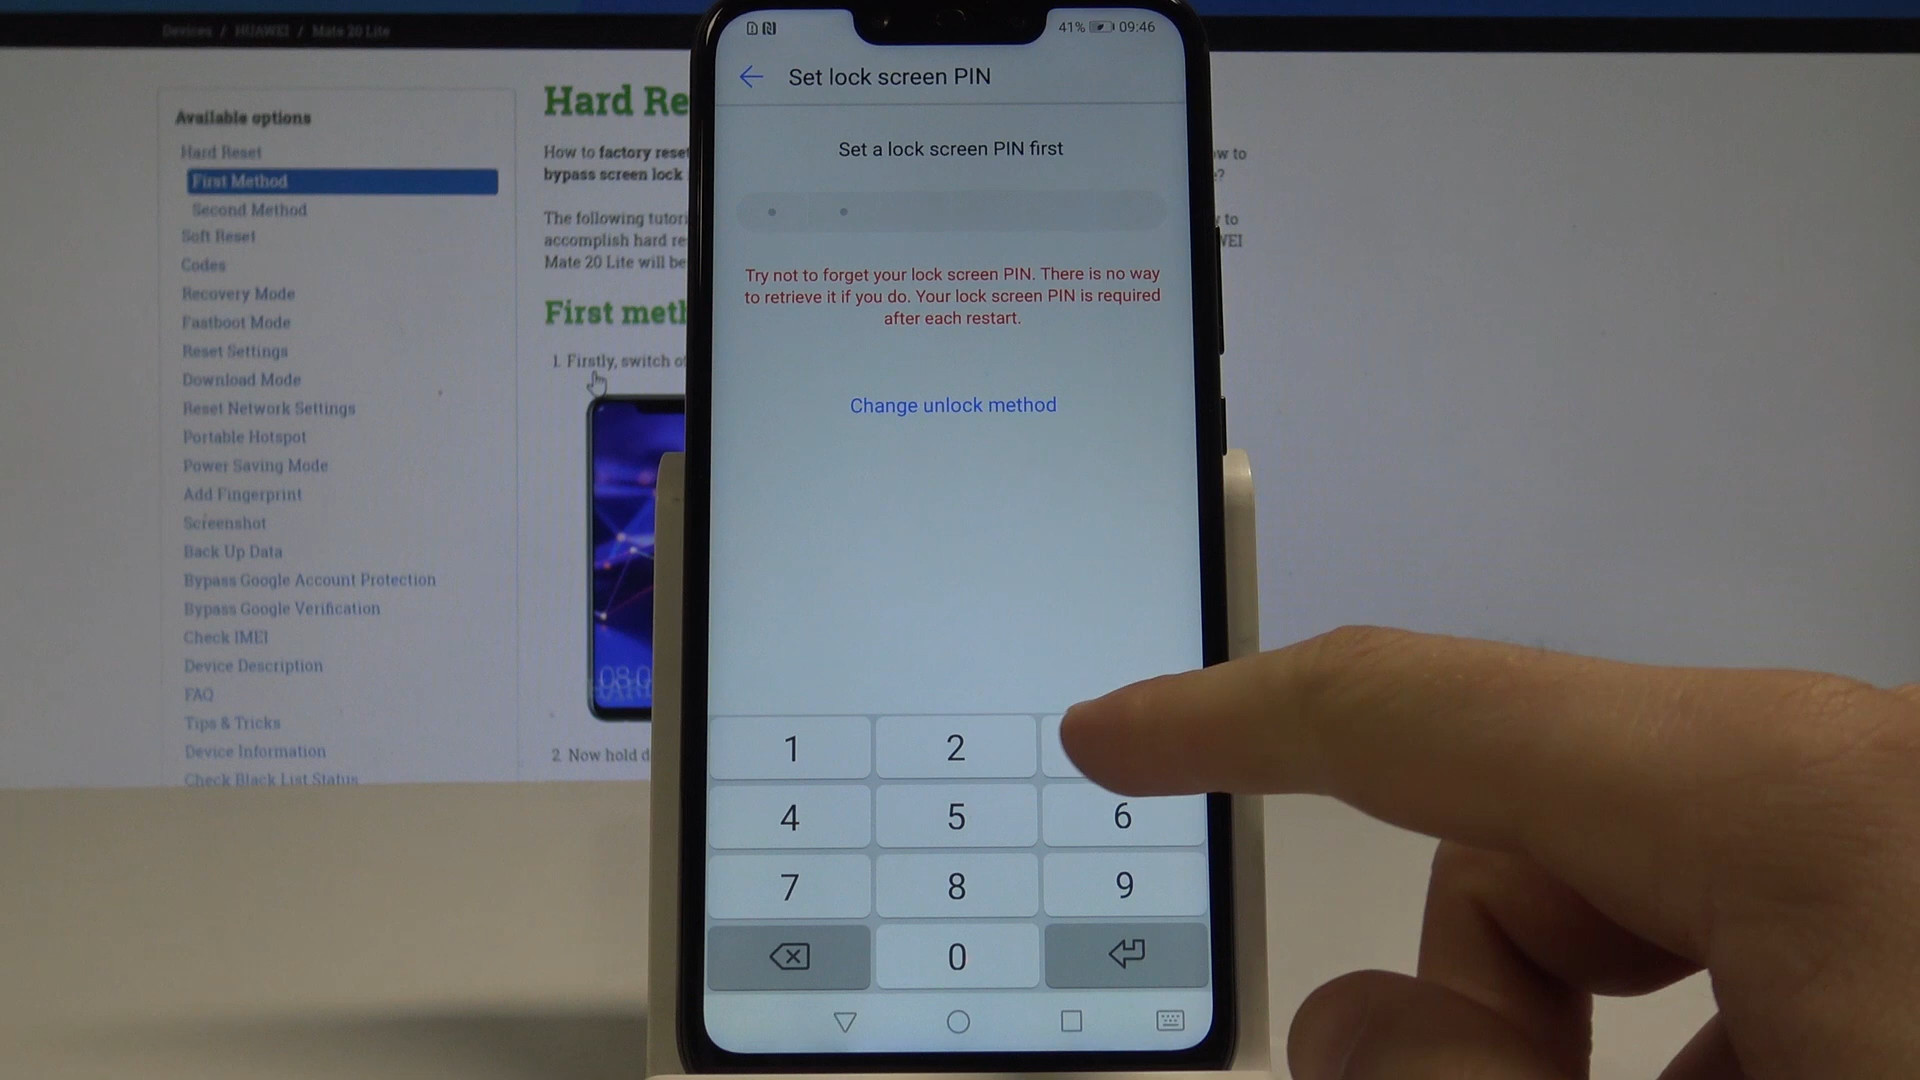 Devices / HUAWEI / Mate 20 Lite
Available options
Hard Reset
First Method
Second Method
Soft Reset
Codes
Recovery Mode
Fastboot Mode
Reset Settings
Download Mode
Reset Network Settings
Portable Hotspot
Power Saving Mode
Add Fingerprint
Screenshot
Back Up Data
Bypass Google Account Protection
Bypass Google Verification
Check IMEI
Device Description
FAQ
Tips & Tricks
Device Information
Check Black List Status
Hard Re
How to factory reset
bypass screen lock
The following tutori
accomplish hard re
Mate 20 Lite will be
First meth
1. Firstly, switch of
08:0
2. Now hold d
w to
?
to
WEI
41% 09:46
Set lock screen PIN
Set a lock screen PIN first
Try not to forget your lock screen PIN. There is no way
to retrieve it if you do. Your lock screen PIN is required
after each restart.
Change unlock method
1 2
4 5 6
7 8 9
0